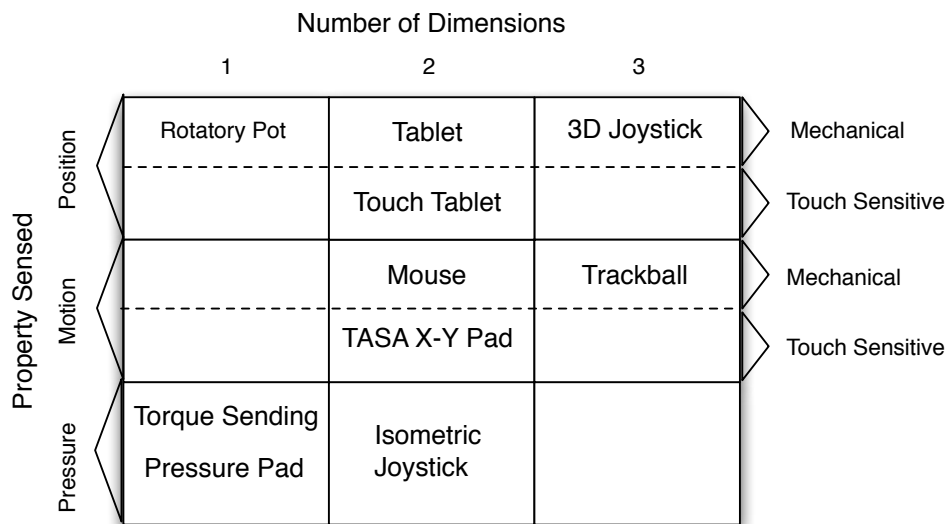 Number of Dimensions
1 2 3
Rotatory Pot Tablet 3D Joystick Mechanical
Position
Touch Tablet Touch Sensitive
Property Sensed
Mouse Trackball Mechanical
Motion
TASA X-Y Pad Touch Sensitive
Torque Sending
Isometric
Pressure
Pressure Pad Joystick